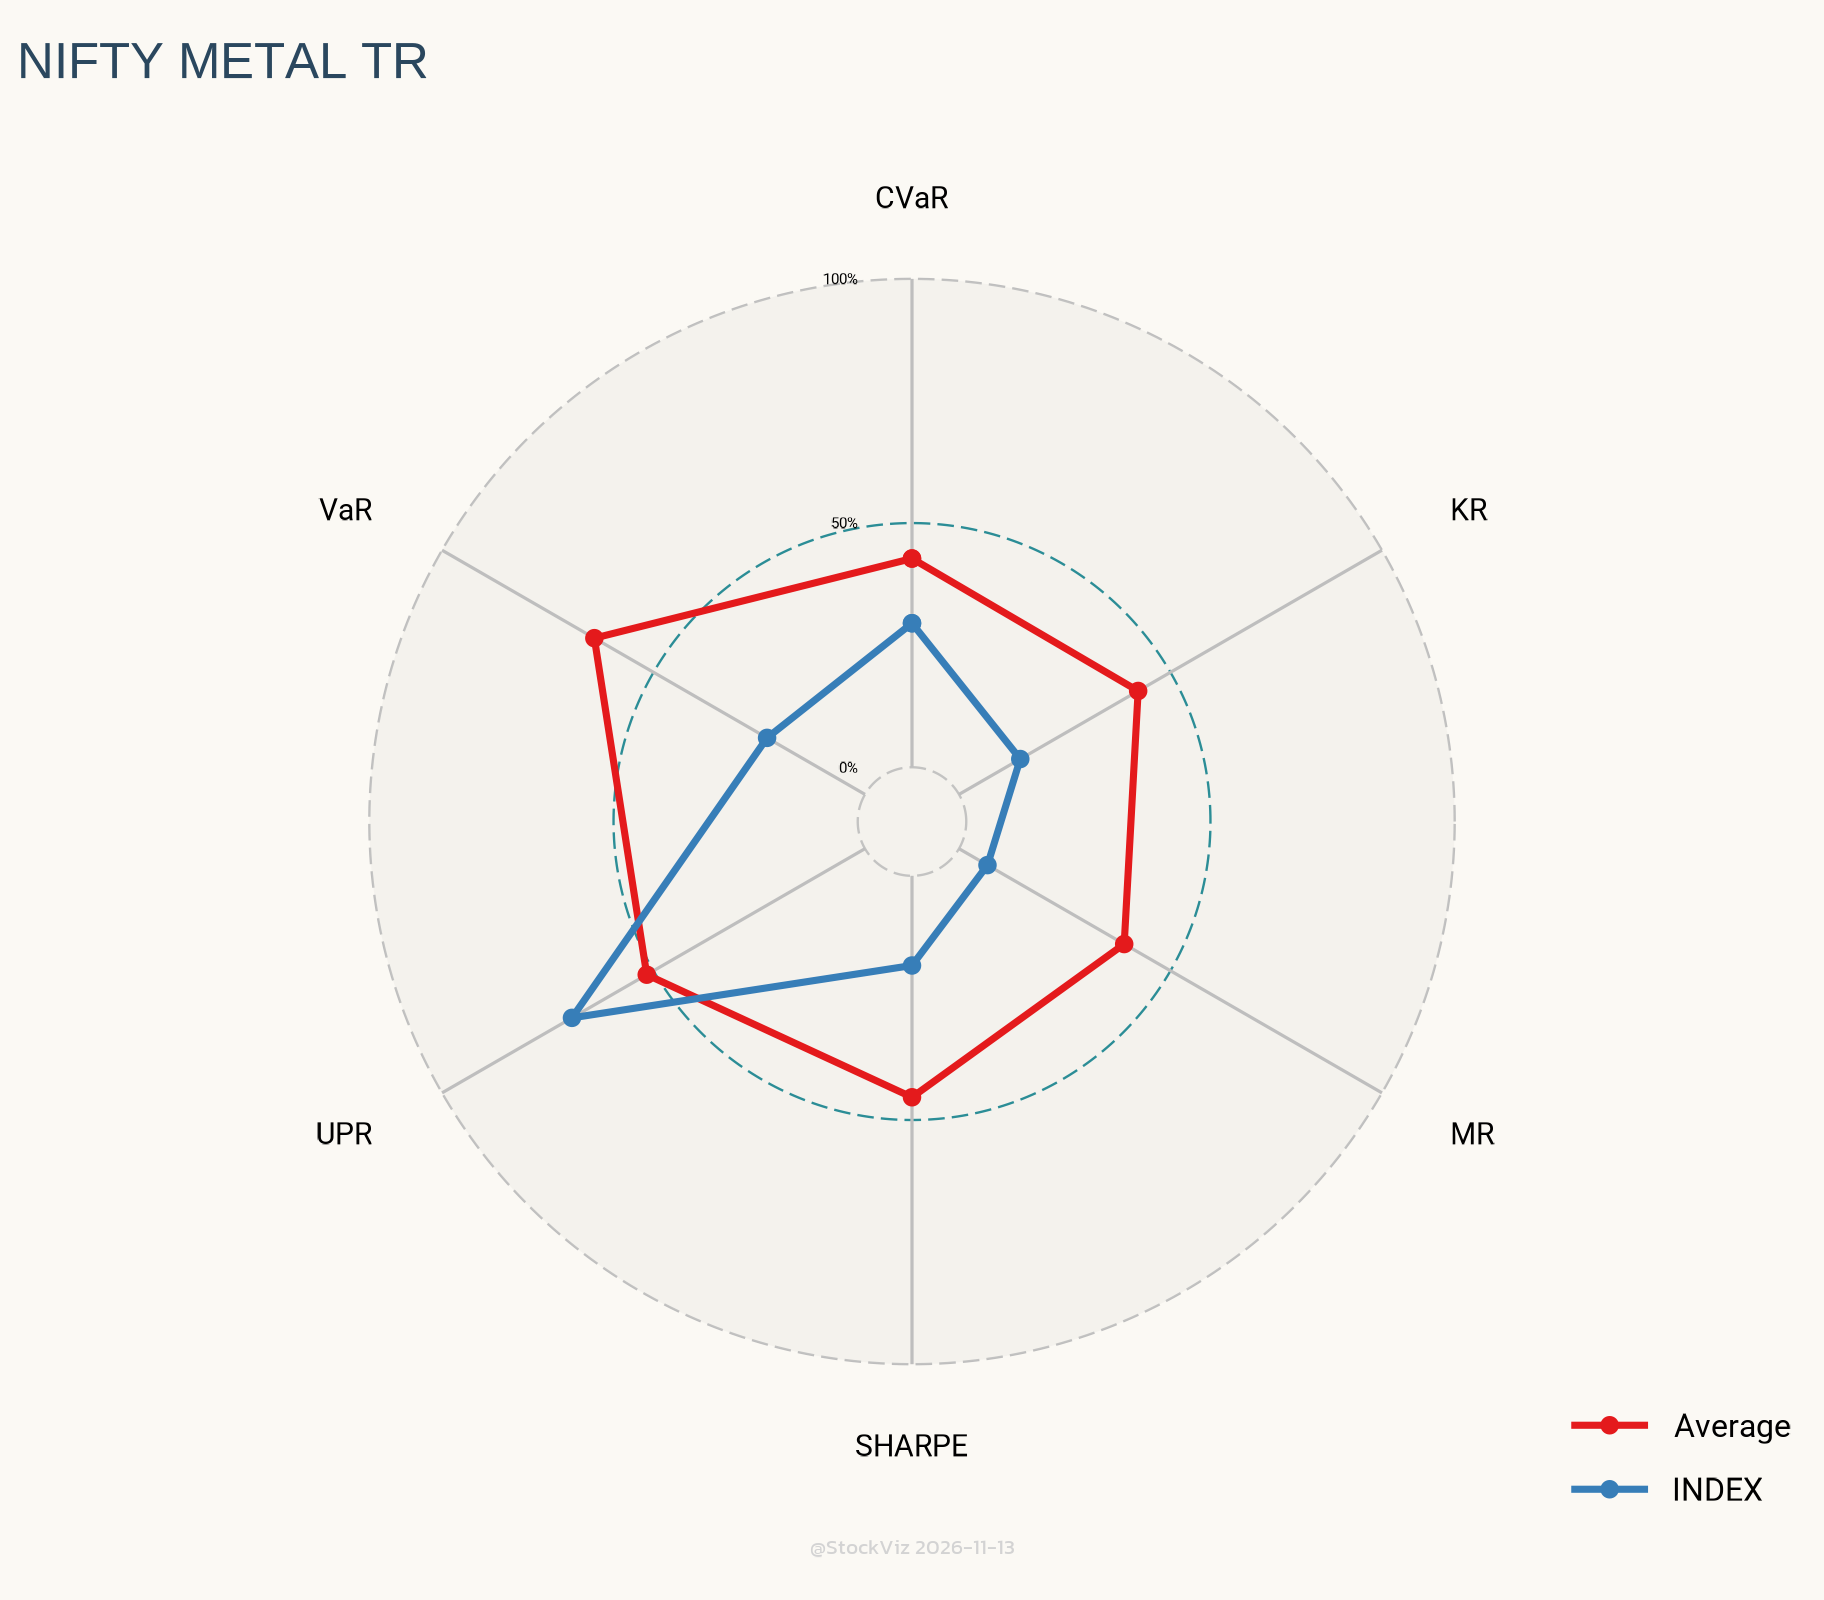 NIFTY METAL TR
CVaR
100%
VaR
KR
50%
0%
UPR
MR
SHARPE
Average
INDEX
@StockViz 2026-11-13